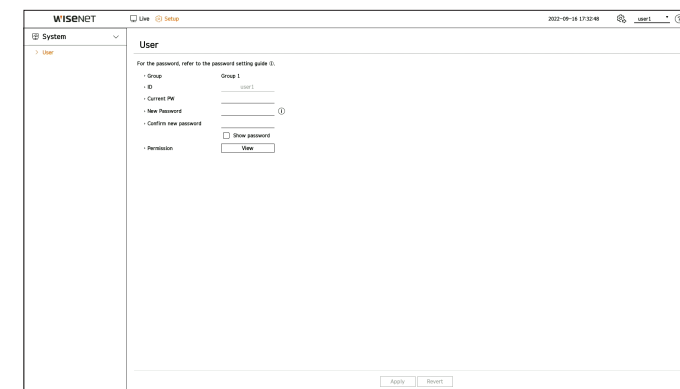 WISENET
Live Setup 2022-09-16 17:32:48 user1
System
User
User
For the password, refer to the password setting guide ⓘ.
• Group Group 1
• ID user1
• Current PW
• New Password
• Confirm new password
Show password
• Permission View
Apply Revert